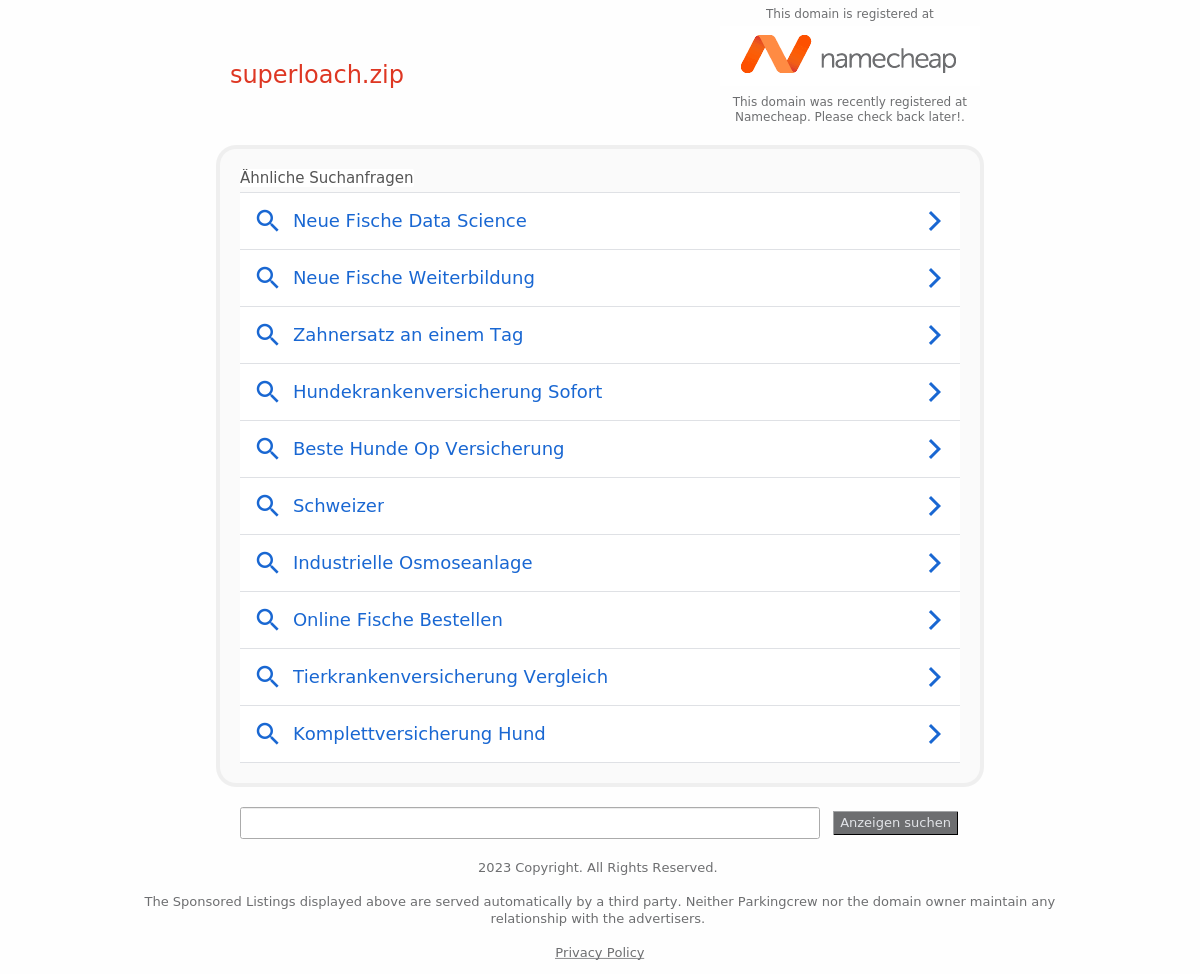 This domain is registered at
superloach.zip
namecheap
This domain was recently registered at
Namecheap. Please check back later!.
Ähnliche Suchanfragen
Neue Fische Data Science
Neue Fische Weiterbildung
Zahnersatz an einem Tag
Hundekrankenversicherung Sofort
Beste Hunde Op Versicherung
Schweizer
Industrielle Osmoseanlage
Online Fische Bestellen
Tierkrankenversicherung Vergleich
Komplettversicherung Hund
Anzeigen suchen
2023 Copyright. All Rights Reserved.
The Sponsored Listings displayed above are served automatically by a third party. Neither Parkingcrew nor the domain owner maintain any
relationship with the advertisers.
Privacy Policy